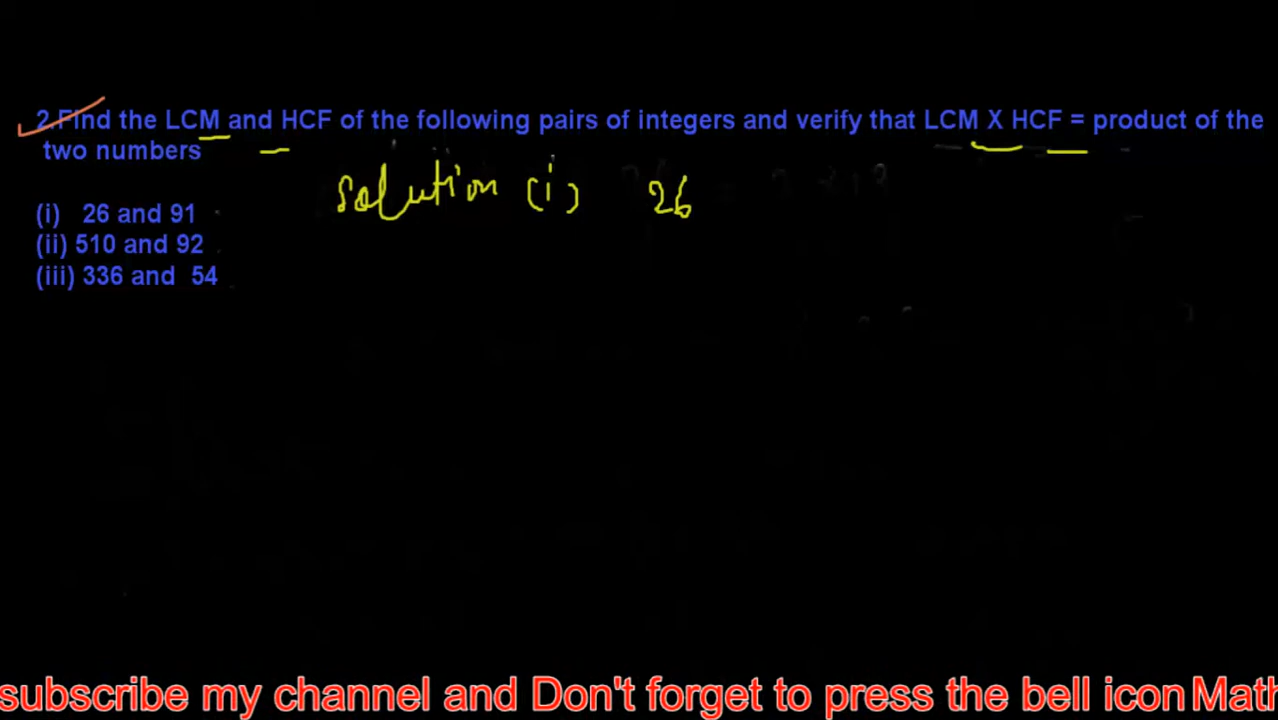 2.Find the LCM and HCF of the following pairs of integers and verify that LCM X HCF = product of the
two numbers
solution (i) 26
(i) 26 and 91
(ii) 510 and 92
(iii) 336 and 54
subscribe my channel and Don't forget to press the bell icon Math